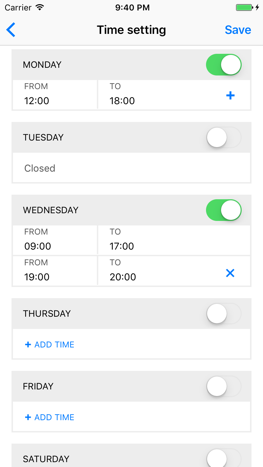 Carrier 9:40 PM
Time setting Save
MONDAY
FROM TO
12:00 18:00 +
TUESDAY
Closed
WEDNESDAY
FROM TO
09:00 17:00
FROM TO
19:00 20:00 ×
THURSDAY
+ ADD TIME
FRIDAY
+ ADD TIME
SATURDAY